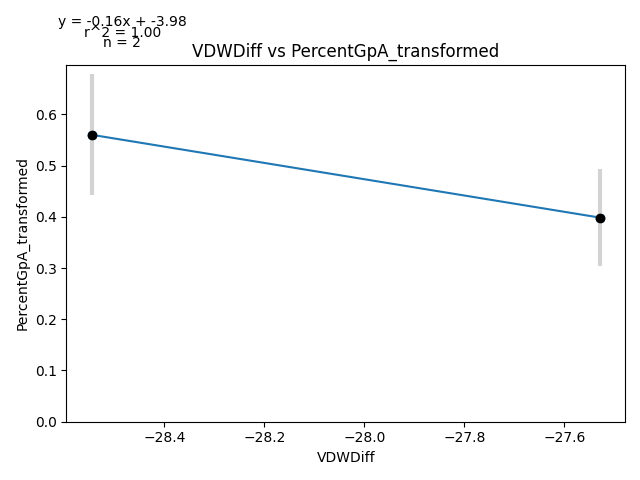 y = -0.16x + -3.98
r^2 = 1.00
n = 2
VDWDiff vs PercentGpA_transformed
PercentGpA_transformed
0.6
0.5
0.4
0.3
0.2
0.1
0.0
−28.4 −28.2 −28.0 −27.8 −27.6
VDWDiff